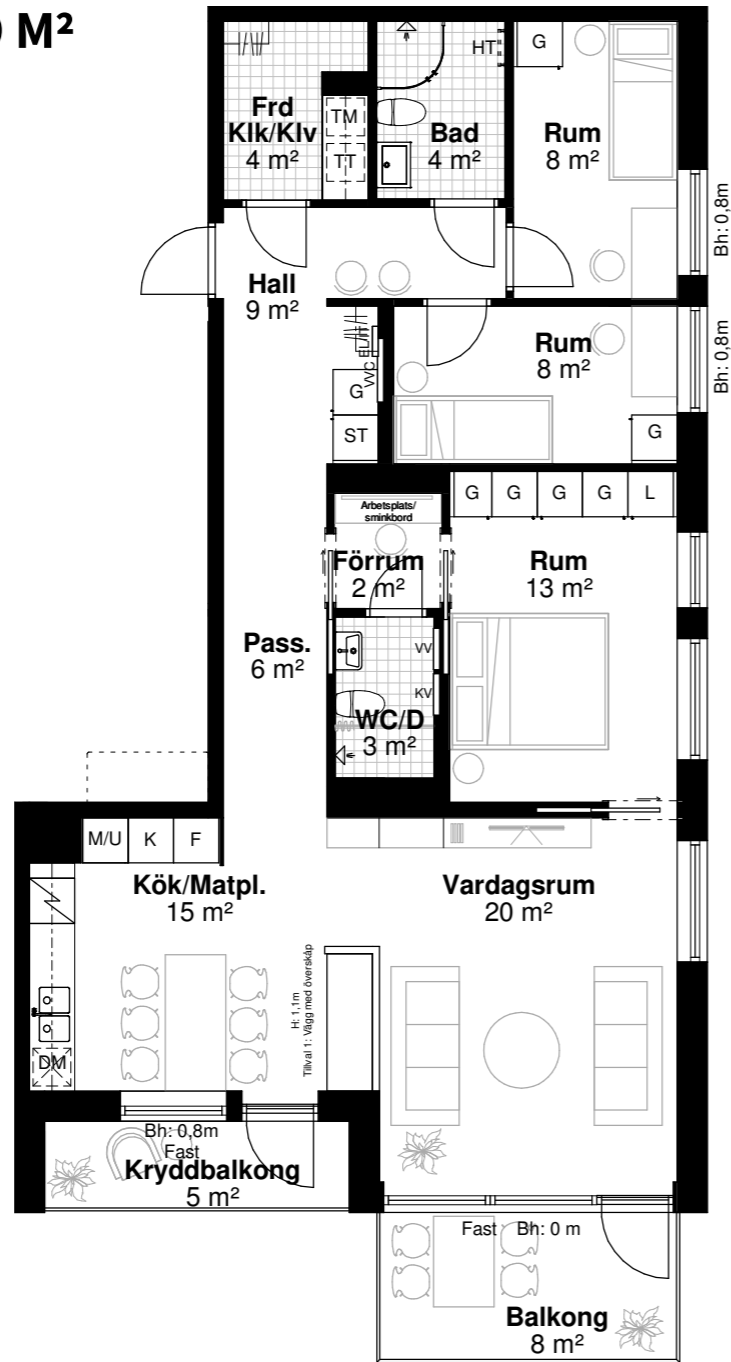 M²
Frd
Klk/Klv
4 m²
TM
TT
HT
Bad
4 m²
G
Rum
8 m²
Bh: 0,8m
Hall
9 m²
G
ST
Rum
8 m²
G
Bh: 0,8m
G
G
G
G
L
Arbetsplats/
sminkbord
Förrum
2 m²
Rum
13 m²
Pass.
6 m²
VV
KV
WC/D
3 m²
M/U
K
F
Kök/Matpl.
15 m²
Vardagsrum
20 m²
H: 1,1m
Tillval 1: Vägg med överskåp
DM
Bh: 0,8m
Fast
Kryddbalkong
5 m²
Fast
Bh: 0 m
Balkong
8 m²